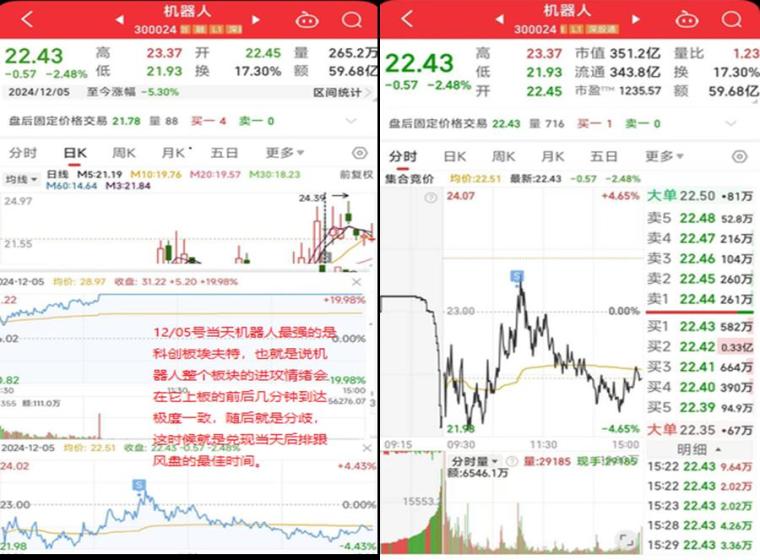 机器人
300024
22.43
-0.57 -2.48%
高 23.37 开 22.45 量 265.2万
低 21.93 换 17.30% 额 59.68亿
2024/12/05 至今涨幅 -5.30% 区间统计
盘后固定价格交易 21.78 量 88 买一 4 卖一 0
分时 日K 周K 月K 五日 更多
均线 日线 M5:21.19 M10:19.76 M20:19.57 M30:18.23 前复权
M60:14.64 M3:21.84
24.97
24.39
21.55
024-12-05 均价: 28.97 收盘: 31.22 +5.20 +19.98%
.22 +19.98%
.02 0.00%
0.82 -19.98%
12/05号当天机器人最强的是
科创板埃夫特，也就是说机
器人整个板块的进攻情绪会
在它上板的前后几分钟到达
极度一致，随后就是分歧，
这时候就是兑现当天后排跟
风盘的最佳时间。
:30 11:30 56276.07
355 额:111.0万
2024-12-05 均价: 22.51 收盘: 22.43 -0.57 -2.48%
24.02 +4.43%
S
23.00 0.00%
21.98 -4.43%
机器人
300024 L1 深股通
22.43
-0.57 -2.48%
高 23.37 市值 351.2亿 量比 1.23
低 21.93 流通 343.8亿 换 17.30%
开 22.45 市盈TTM 1235.57 额 59.68亿
盘后固定价格交易 22.43 量 716 买一 1 卖一 0
分时 日K 周K 月K 五日 更多
集合竞价 均价:22.51 最新:22.43 -0.57 -2.48%
24.07 +4.65%
S
23.00 0.00%
21.93 -4.65%
09:15 09:30 11:30 15:00
分时量 量:29185 现手:29185
额:6546.1万
15553
大单 22.50 81万
卖5 22.48 52.8万
卖4 22.47 216万
卖3 22.46 104万
卖2 22.45 260万
卖1 22.44 261万
买1 22.43 582万
买2 22.42 0.33亿
买3 22.41 664万
买4 22.40 390万
买5 22.39 94.9万
大单 22.35 +67万
明细
15:22 22.43 9.64万
15:22 22.43 2.02万
15:23 22.43 2.02万
15:28 22.43 4.26万
15:29 22.43 3.36万